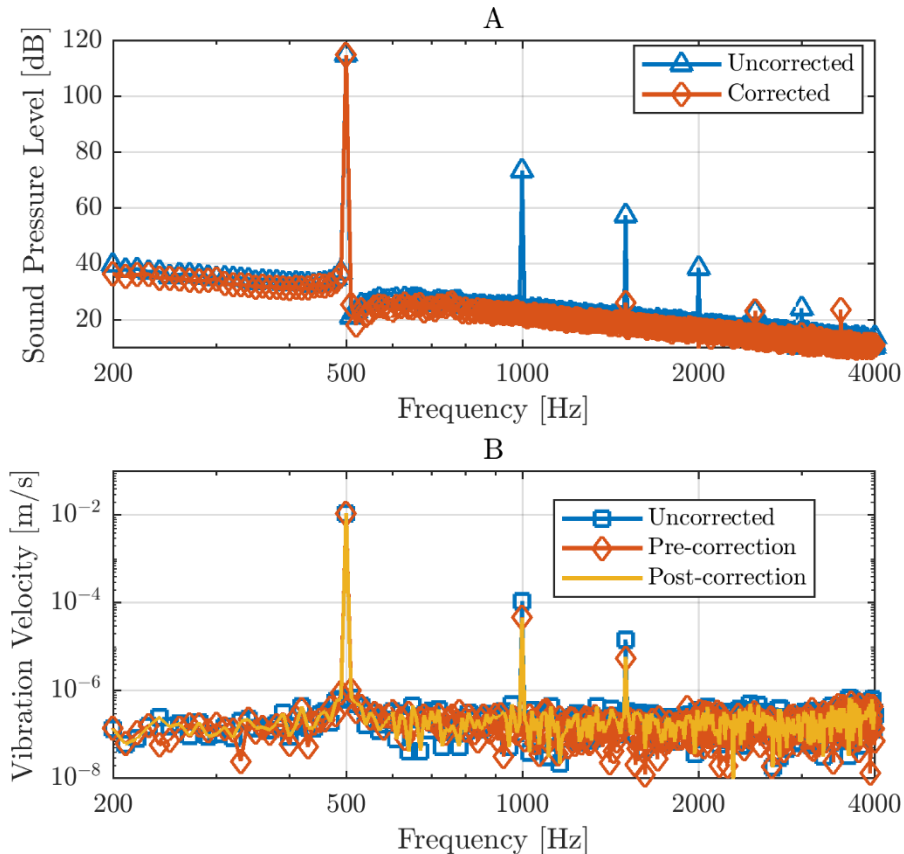 A
Sound Pressure Level [dB]
120
100
80
60
40
20
Uncorrected
Corrected
200
500
1000
2000
4000
Frequency [Hz]
B
Vibration Velocity [m/s]
10⁻²
10⁻⁴
10⁻⁶
10⁻⁸
Uncorrected
Pre-correction
Post-correction
200
500
1000
2000
4000
Frequency [Hz]